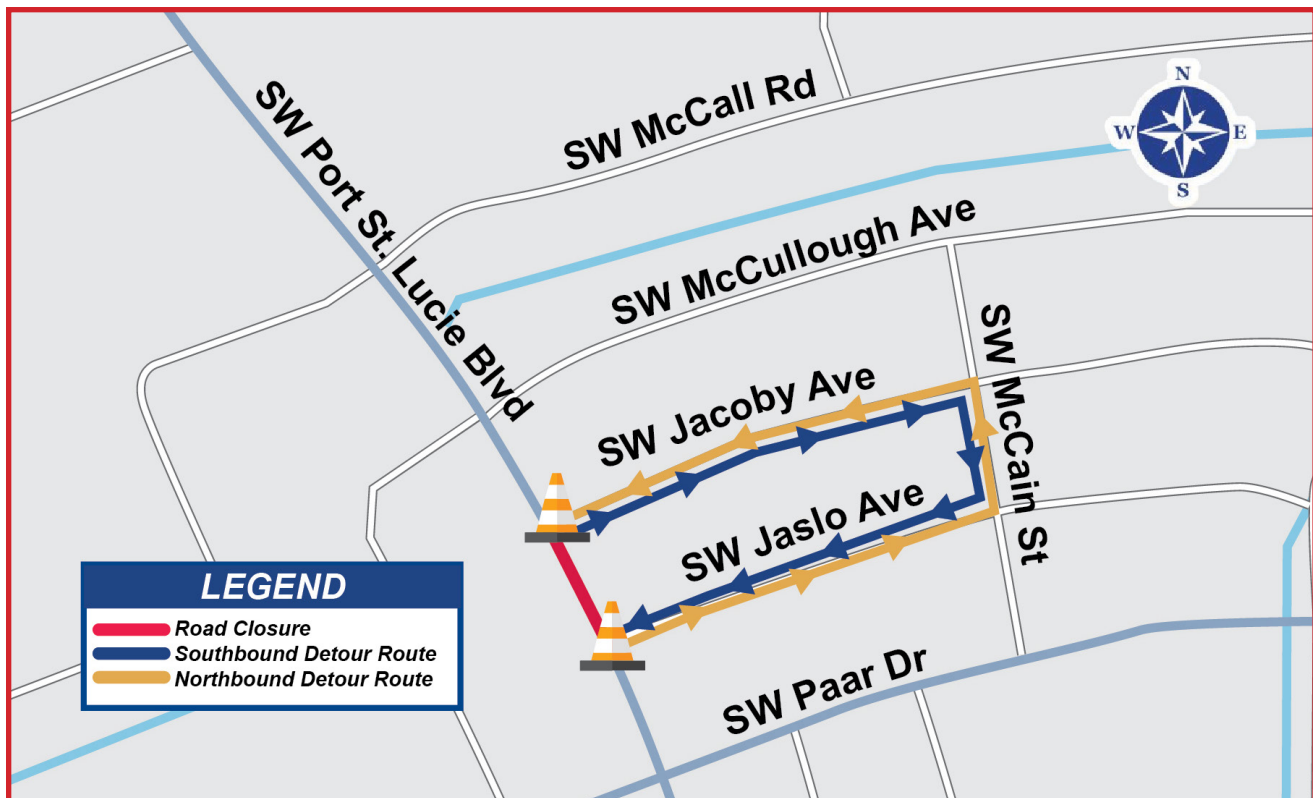 SW McCall Rd
N
W
E
S
SW Port St. Lucie Blvd
SW McCullough Ave
SW Jacoby Ave
SW McCain St
SW Jaslo Ave
SW Paar Dr
LEGEND
Road Closure
Southbound Detour Route
Northbound Detour Route